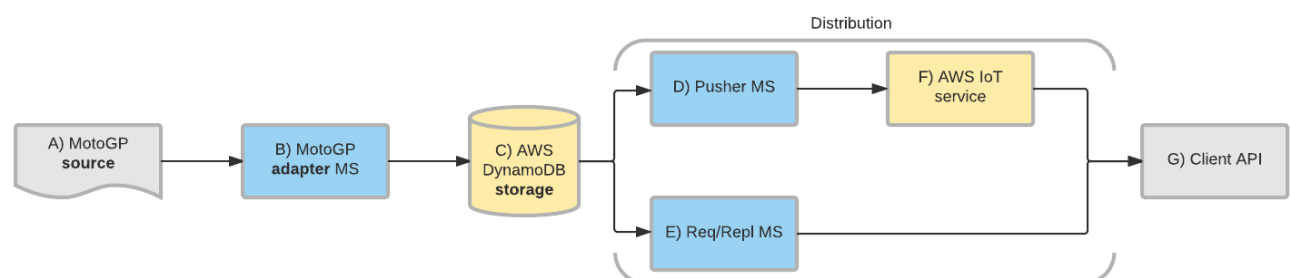 Distribution
A) MotoGP
source
B) MotoGP
adapter MS
C) AWS
DynamoDB
storage
D) Pusher MS
F) AWS IoT
service
E) Req/Repl MS
G) Client API